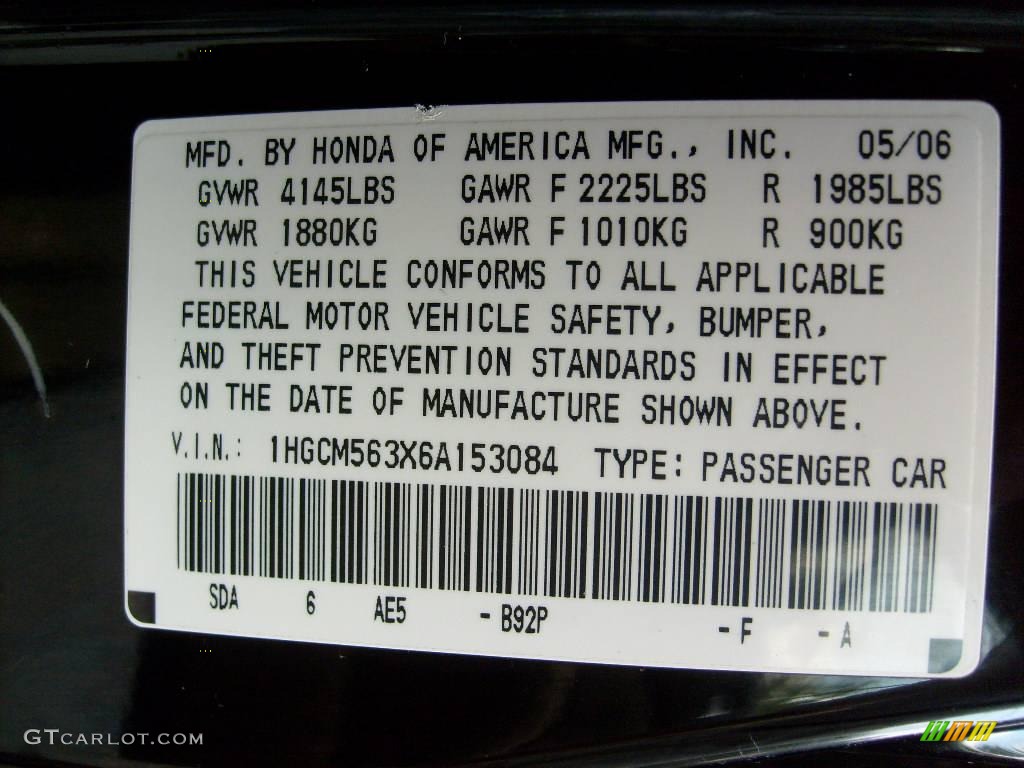 MFD. BY HONDA OF AMERICA MFG., INC. 05/06
GVWR 4145LBS GAWR F 2225LBS R 1985LBS
GVWR 1880KG GAWR F 1010KG R 900KG
THIS VEHICLE CONFORMS TO ALL APPLICABLE
FEDERAL MOTOR VEHICLE SAFETY, BUMPER,
AND THEFT PREVENTION STANDARDS IN EFFECT
ON THE DATE OF MANUFACTURE SHOWN ABOVE.
V.I.N.: 1HGCM563X6A153084 TYPE: PASSENGER CAR
SDA 6 AE5 -B92P -F -A
GTCARLOT.COM